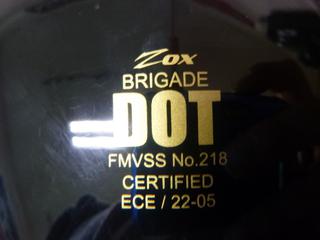 Zox
BRIGADE
DOT
FMVSS No.218
CERTIFIED
ECE / 22-05